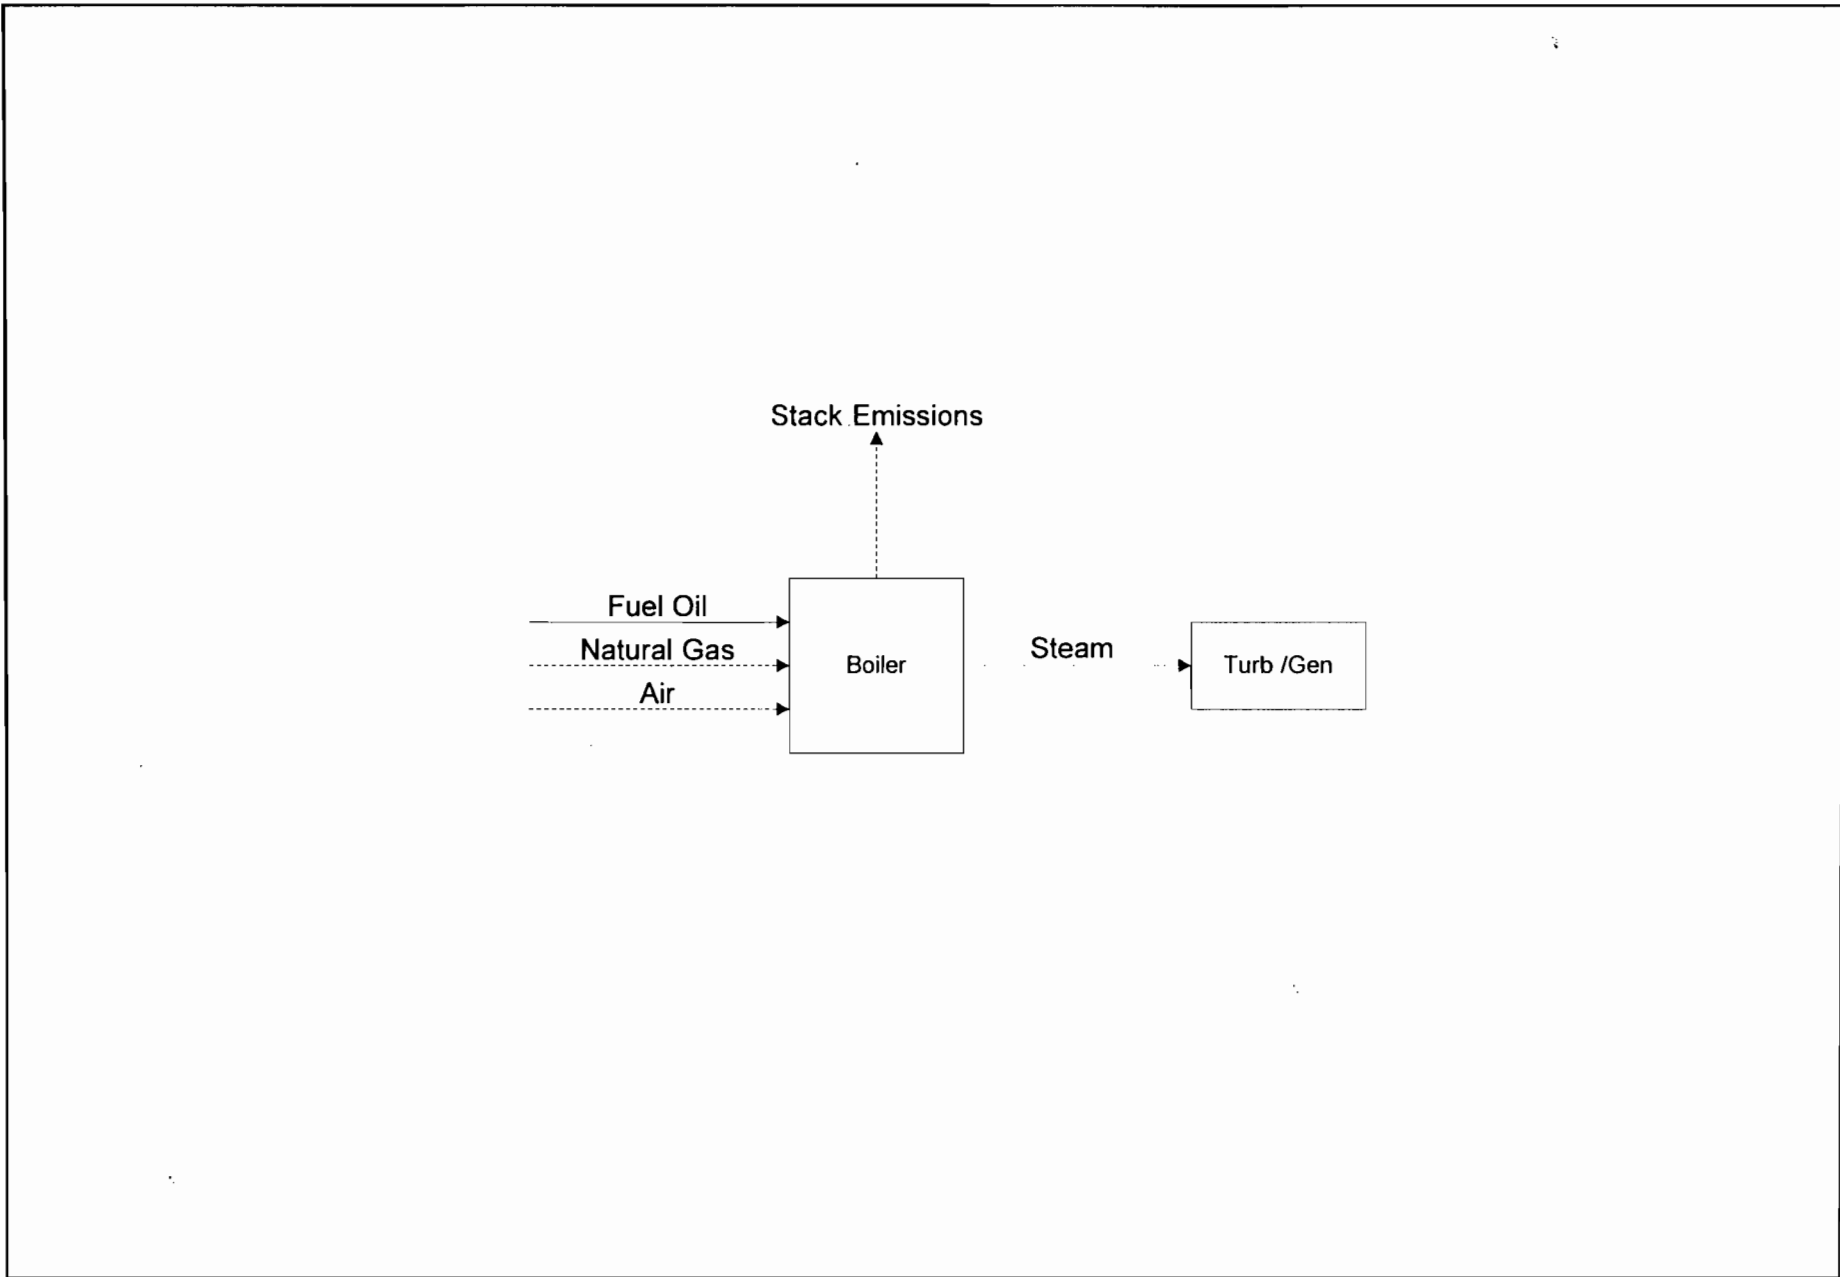 Stack Emissions
Fuel Oil
Natural Gas
Air
Boiler
Steam
Turb /Gen